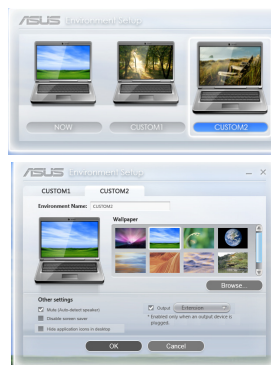 ASUS Environment Setup
NOW CUSTOM1 CUSTOM2
ASUS Environment Setup
CUSTOM1 CUSTOM2
Environment Name: CUSTOM2
Wallpaper
Browse...
Other settings
Mute (Auto-detect speaker)
Disable screen saver
Hide application icons in desktop
Output Extension
* Enabled only when an output device is
plugged.
OK Cancel